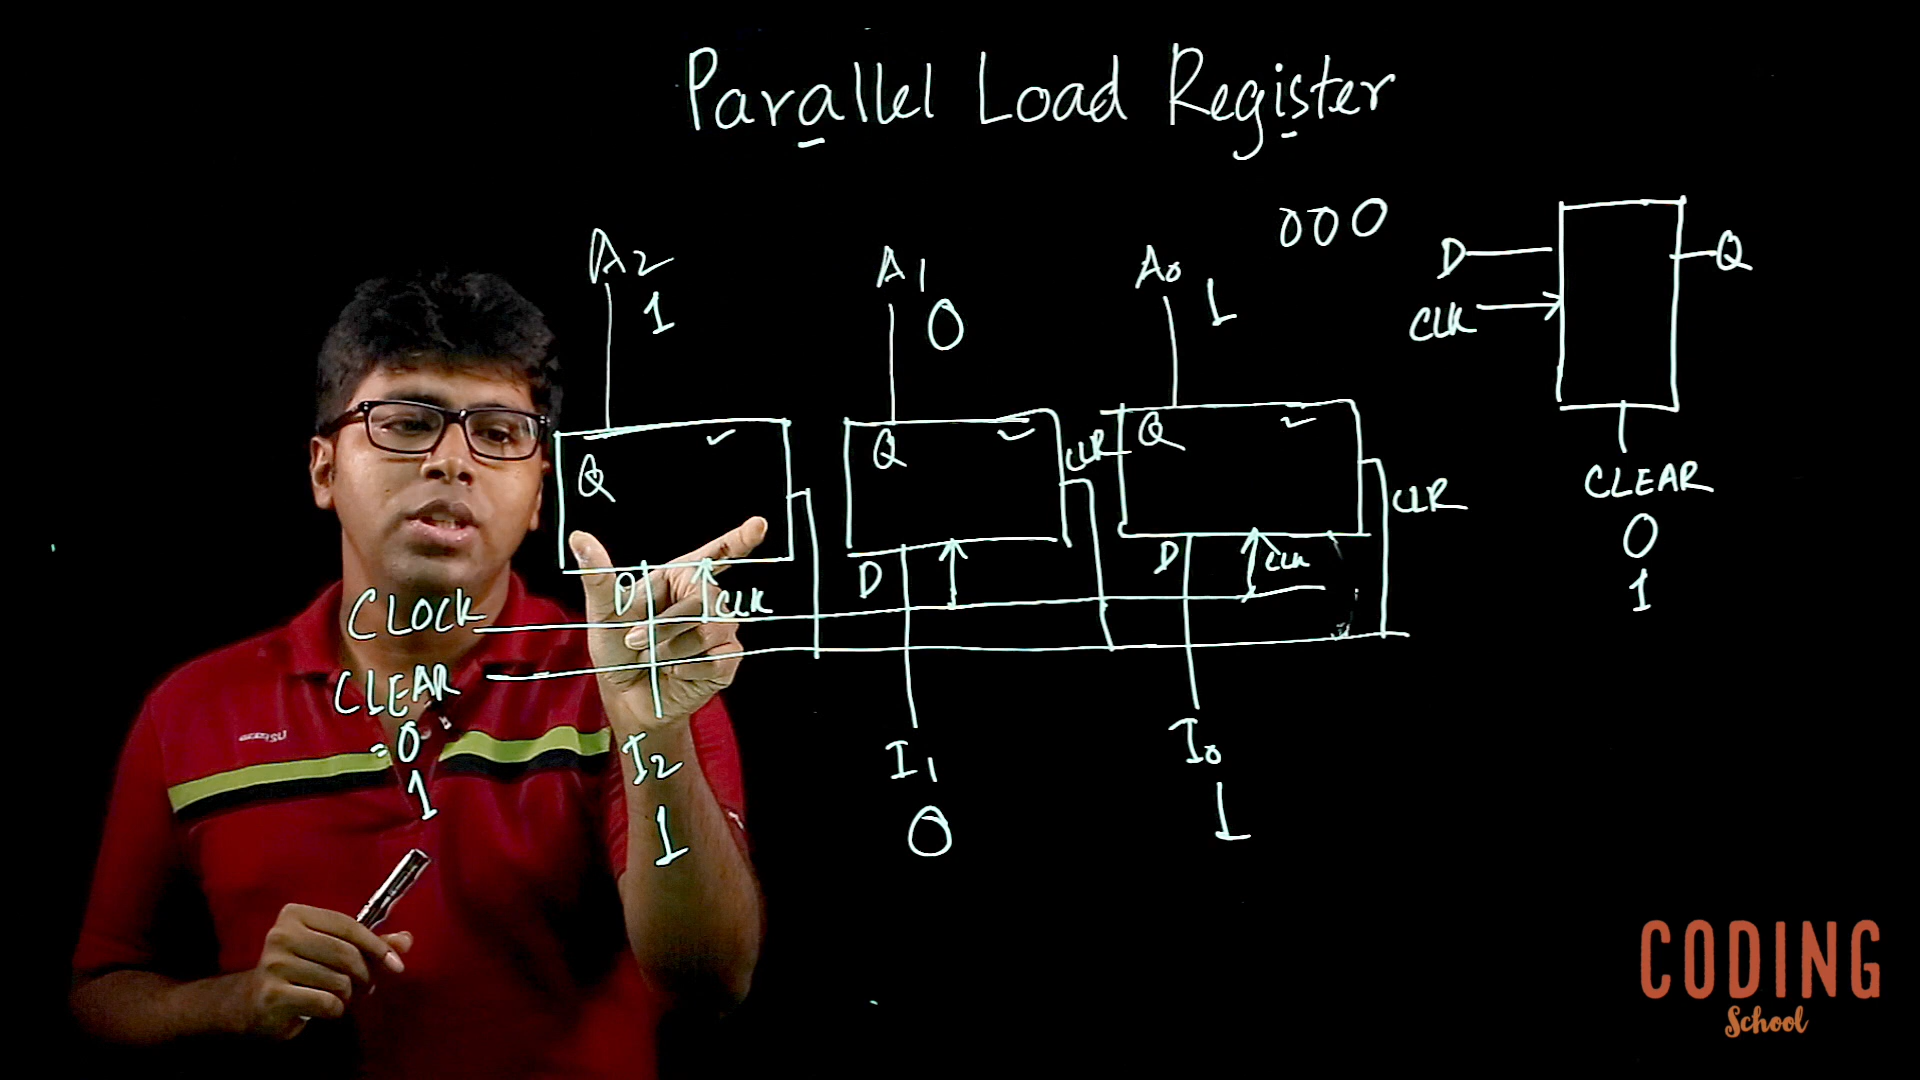 Parallel Load Register
000
A2
1
A1
0
A0
1
D
Q
CLK
CLEAR
0
1
Q
D
CLK
Q
D
CLR
Q
D
CLK
CLR
CLOCK
CLEAR
=0
1
I2
1
I1
0
I0
1
CODING
School